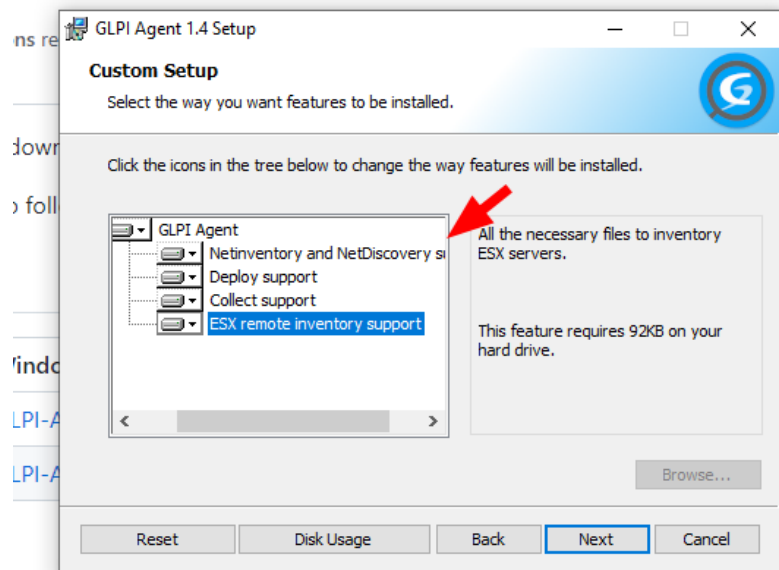 GLPI Agent 1.4 Setup
Custom Setup
Select the way you want features to be installed.
Click the icons in the tree below to change the way features will be installed.
GLPI Agent
Netinventory and NetDiscovery
Deploy support
Collect support
ESX remote inventory support
All the necessary files to inventory
ESX servers.
This feature requires 92KB on your
hard drive.
Browse...
Reset
Disk Usage
Back
Next
Cancel